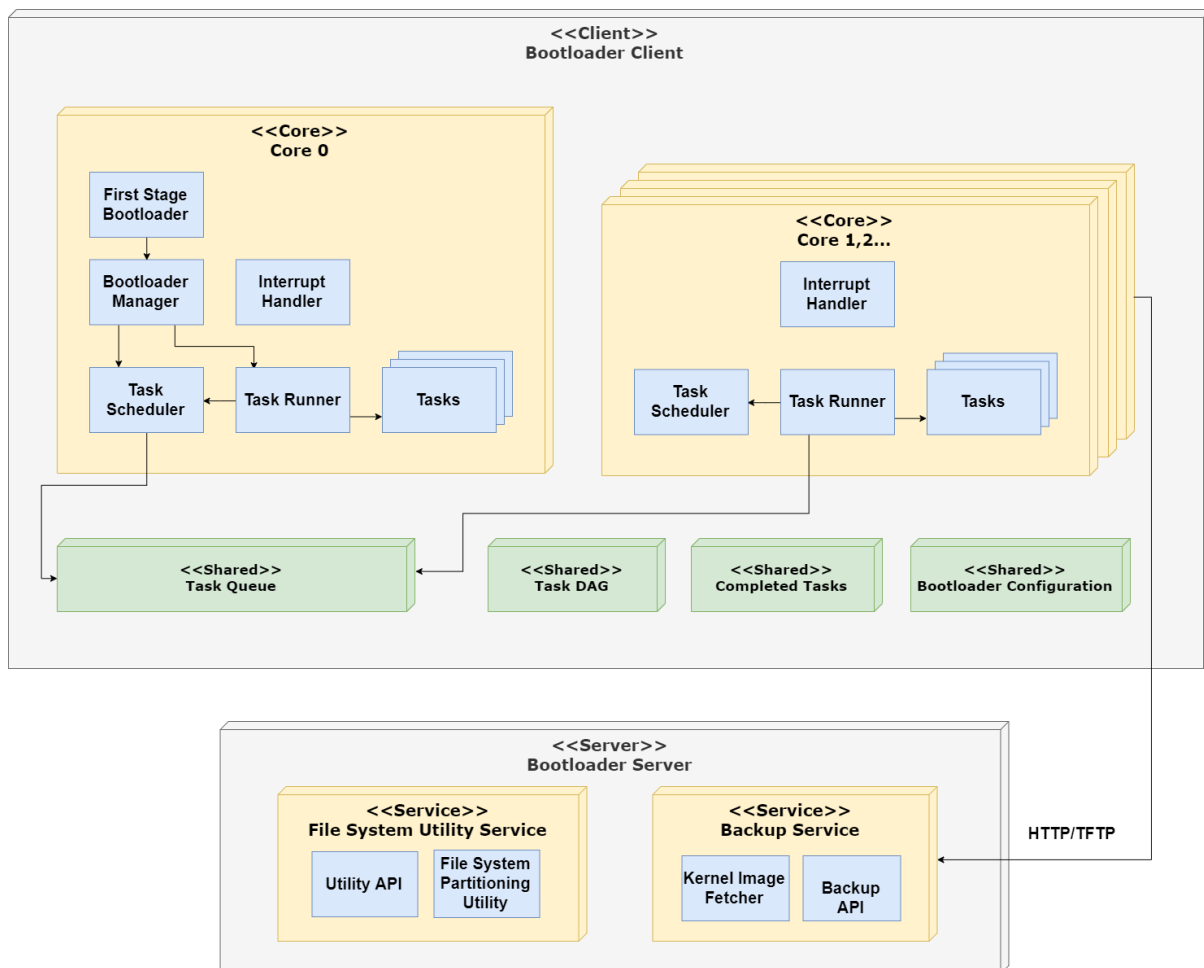 <<Client>>
Bootloader Client
<<Core>>
Core 0
First Stage
Bootloader
Bootloader
Manager
Interrupt
Handler
Task
Scheduler
Task Runner
Tasks
<<Core>>
Core 1,2...
Interrupt
Handler
Task
Scheduler
Task Runner
Tasks
<<Shared>>
Task Queue
<<Shared>>
Task DAG
<<Shared>>
Completed Tasks
<<Shared>>
Bootloader Configuration
<<Server>>
Bootloader Server
<<Service>>
File System Utility Service
Utility API
File System
Partitioning
Utility
<<Service>>
Backup Service
Kernel Image
Fetcher
Backup
API
HTTP/TFTP